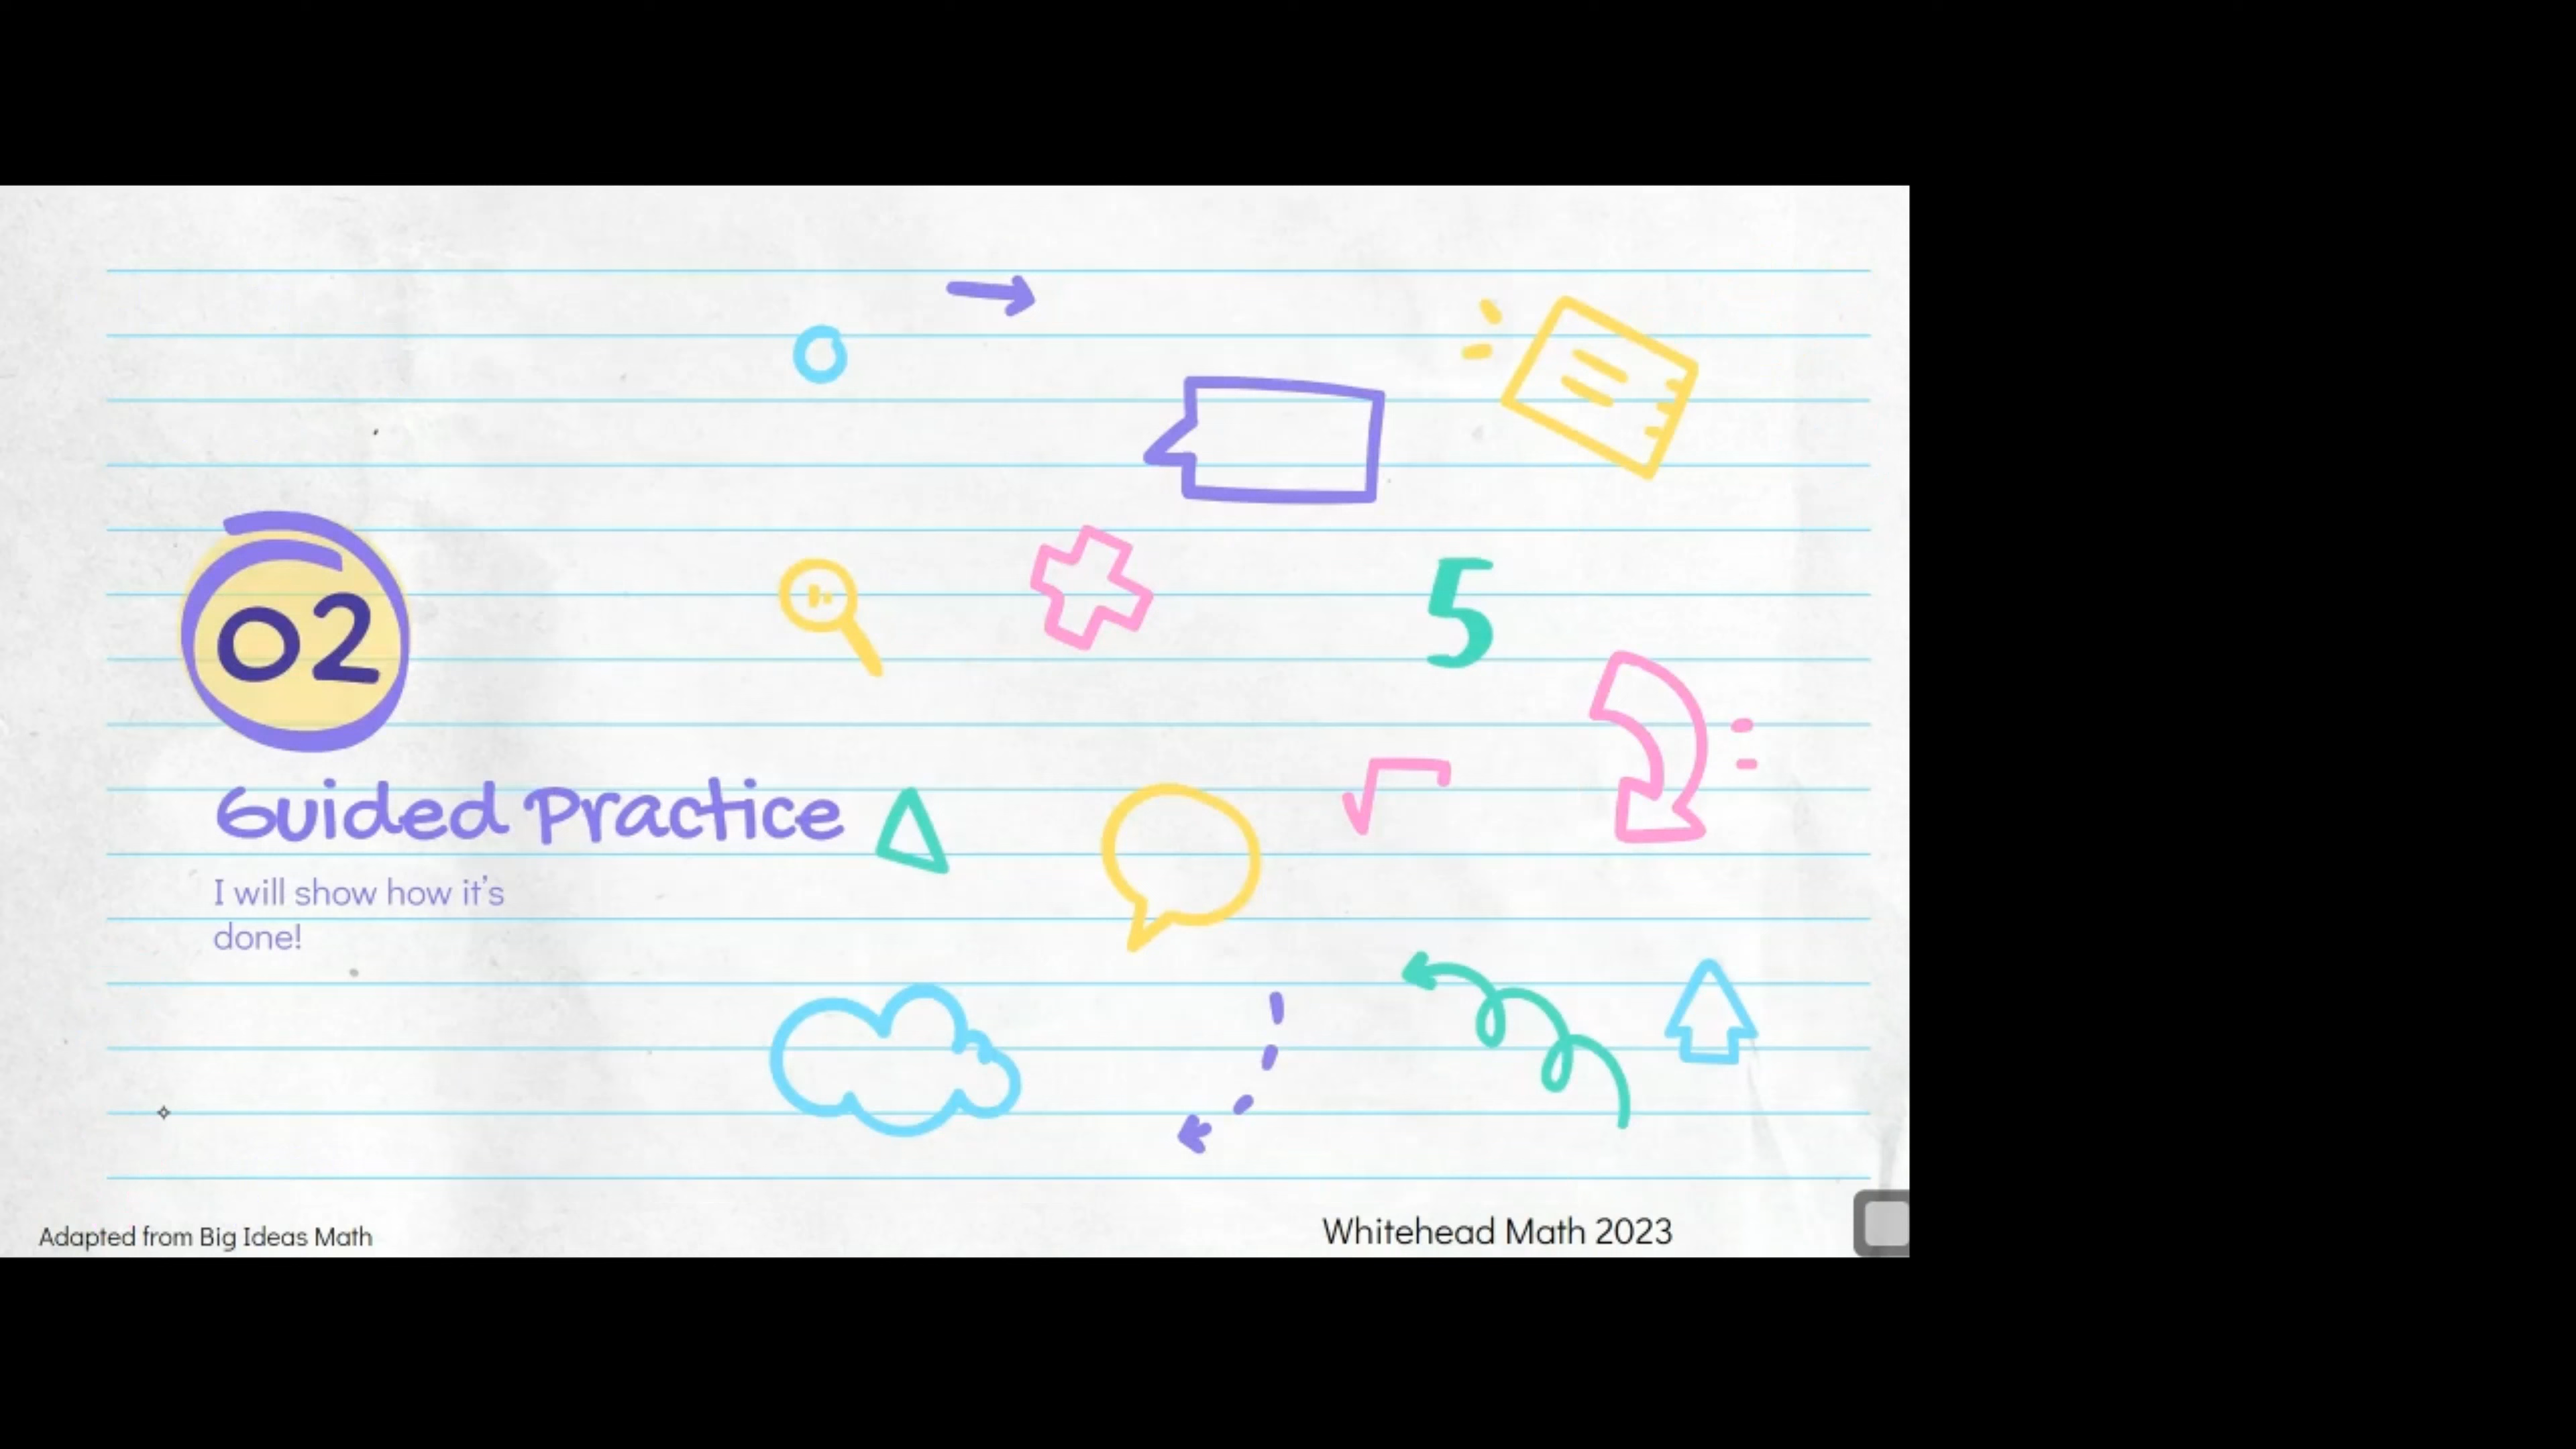 02
5
Guided Practice
I will show how it's
done!
Adapted from Big Ideas Math
Whitehead Math 2023